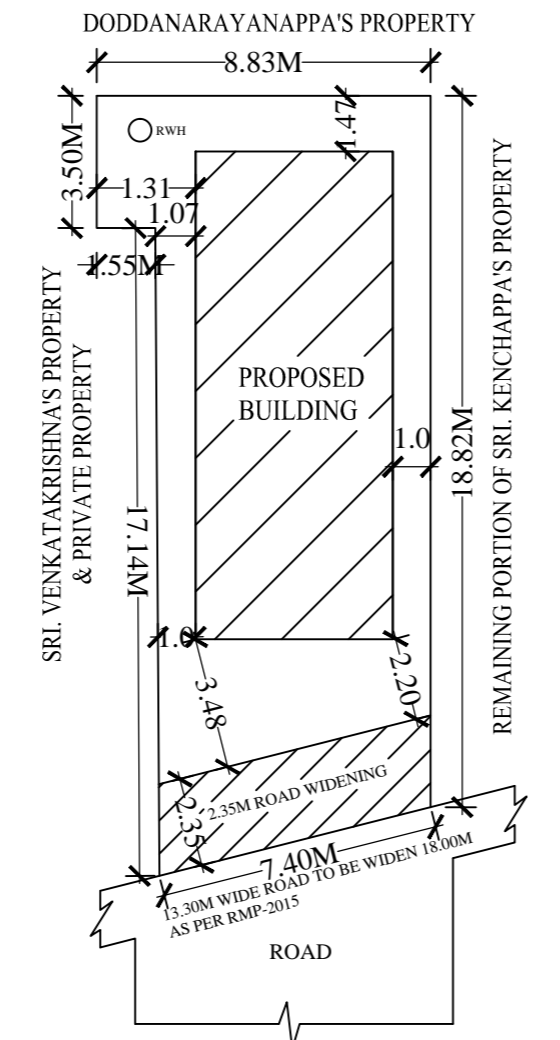 DODDANARAYANAPPA'S PROPERTY
8.83M
1.47
RWH
3.50M
1.31
1.07
1.55M
SRI. VENKATAKRISHNA'S PROPERTY
& PRIVATE PROPERTY
PROPOSED
BUILDING
1.0
18.82M
REMAINING PORTION OF SRI. KENCHAPPA'S PROPERTY
17.14M
1.0
3.48
2.20
2.35M ROAD WIDENING
2.35
7.40M
13.30M WIDE ROAD TO BE WIDEN 18.00M
AS PER RMP-2015
ROAD